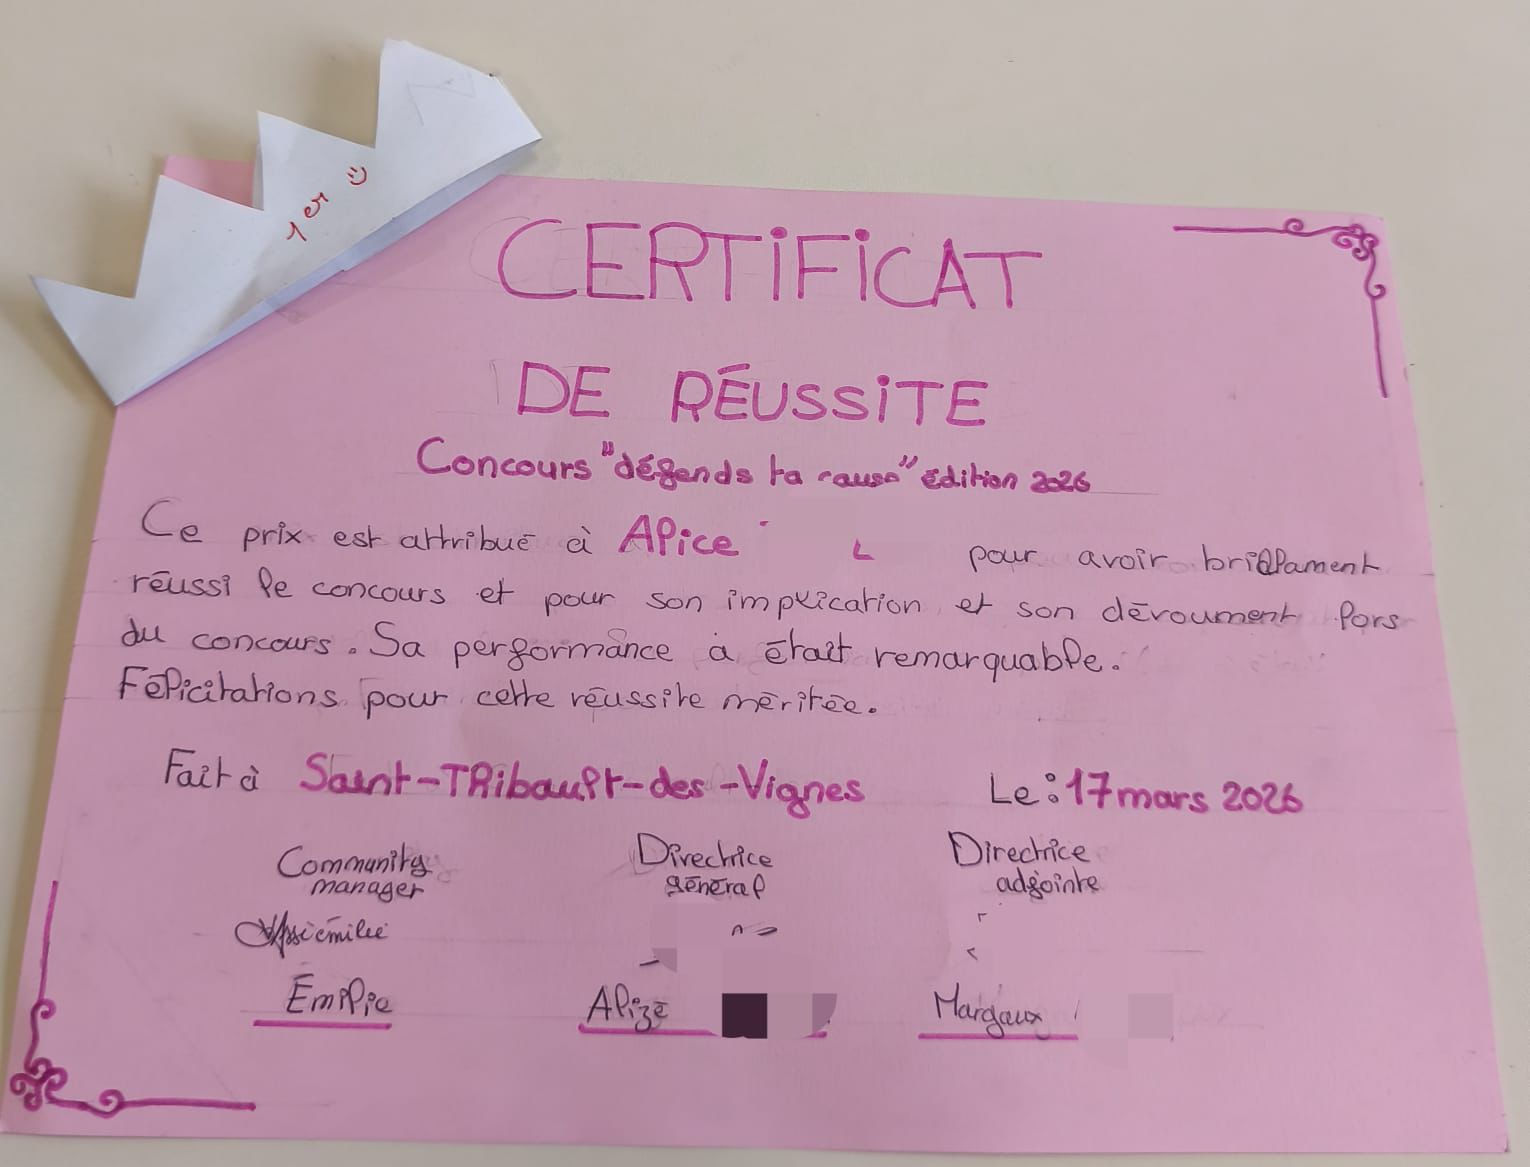 1er
CERTIFICAT
DE RÉUSSITE
Concours "défends ta cause" édition 2026
Ce prix est attribué à Alice pour avoir brillament
réussi le concours et pour son implication et son dévoument lors
du concours. Sa performance à était remarquable.
Félicitations pour cette réussite méritée.
Fait à Saint-Thibault-des-Vignes Le : 17 mars 2026
Community Directrice Directrice
manager général adjointe
Emilie Alizé Margaux